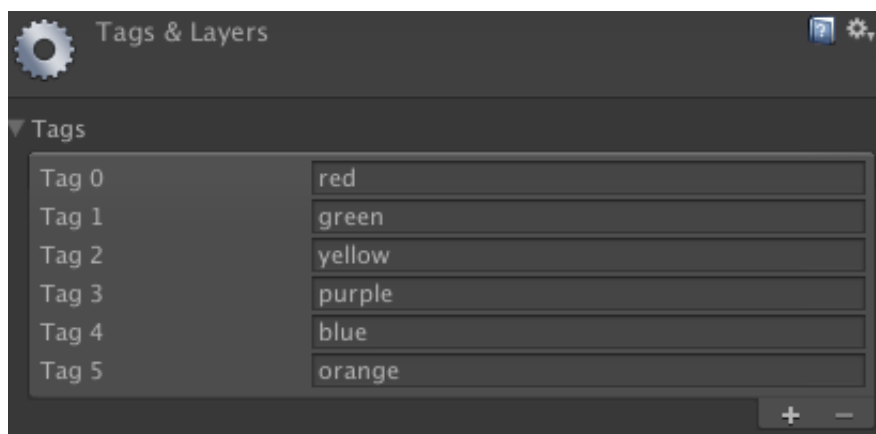 Tags & Layers
Tags
Tag 0 red
Tag 1 green
Tag 2 yellow
Tag 3 purple
Tag 4 blue
Tag 5 orange